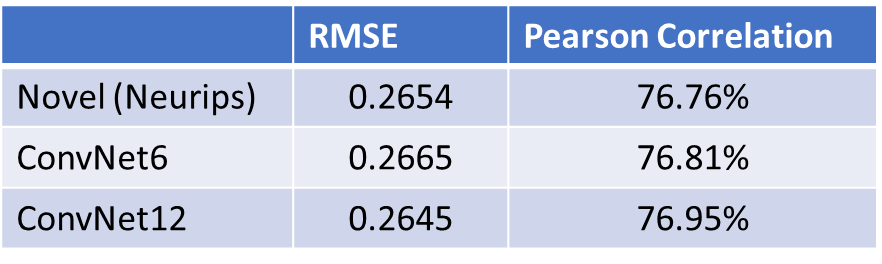 RMSE Pearson Correlation
Novel (Neurips) 0.2654 76.76%
ConvNet6 0.2665 76.81%
ConvNet12 0.2645 76.95%